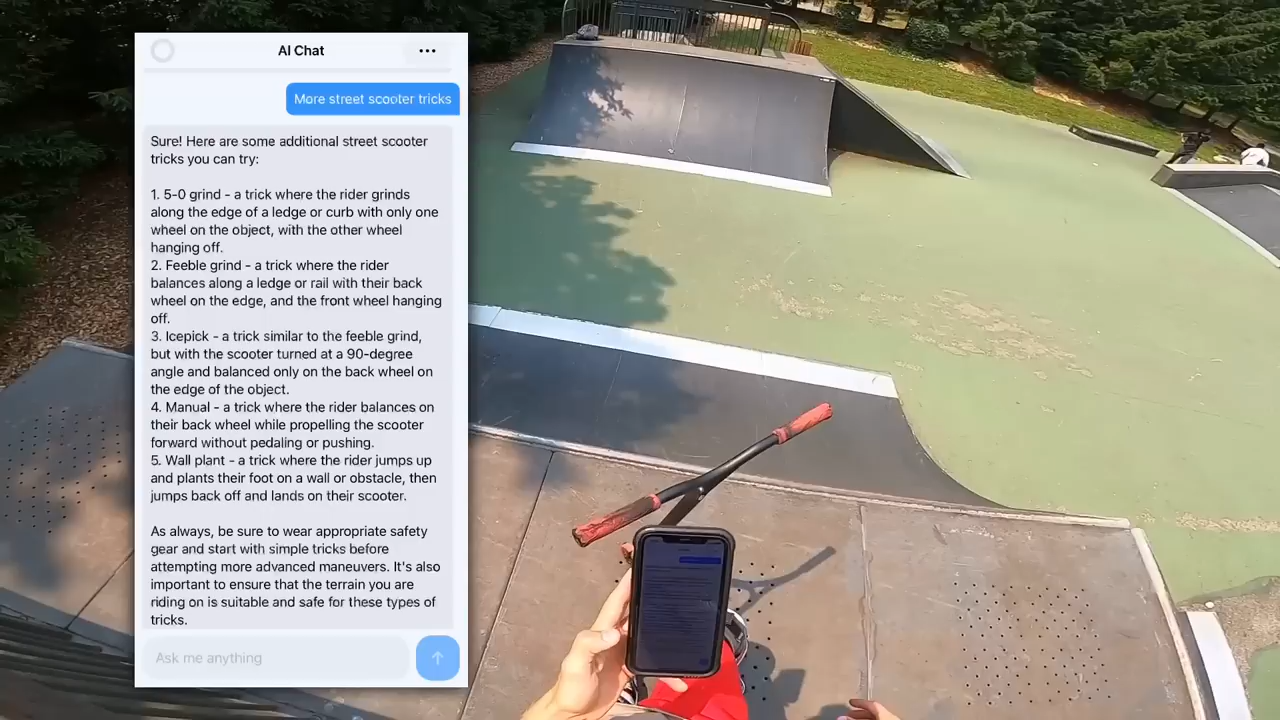 AI Chat
More street scooter tricks
Sure! Here are some additional street scooter
tricks you can try:
1. 5-0 grind - a trick where the rider grinds
along the edge of a ledge or curb with only one
wheel on the object, with the other wheel
hanging off.
2. Feeble grind - a trick where the rider
balances along a ledge or rail with their back
wheel on the edge, and the front wheel hanging
off.
3. Icepick - a trick similar to the feeble grind,
but with the scooter turned at a 90-degree
angle and balanced only on the back wheel on
the edge of the object.
4. Manual - a trick where the rider balances on
their back wheel while propelling the scooter
forward without pedaling or pushing.
5. Wall plant - a trick where the rider jumps up
and plants their foot on a wall or obstacle, then
jumps back off and lands on their scooter.
As always, be sure to wear appropriate safety
gear and start with simple tricks before
attempting more advanced maneuvers. It's also
important to ensure that the terrain you are
riding on is suitable and safe for these types of
tricks.
Ask me anything